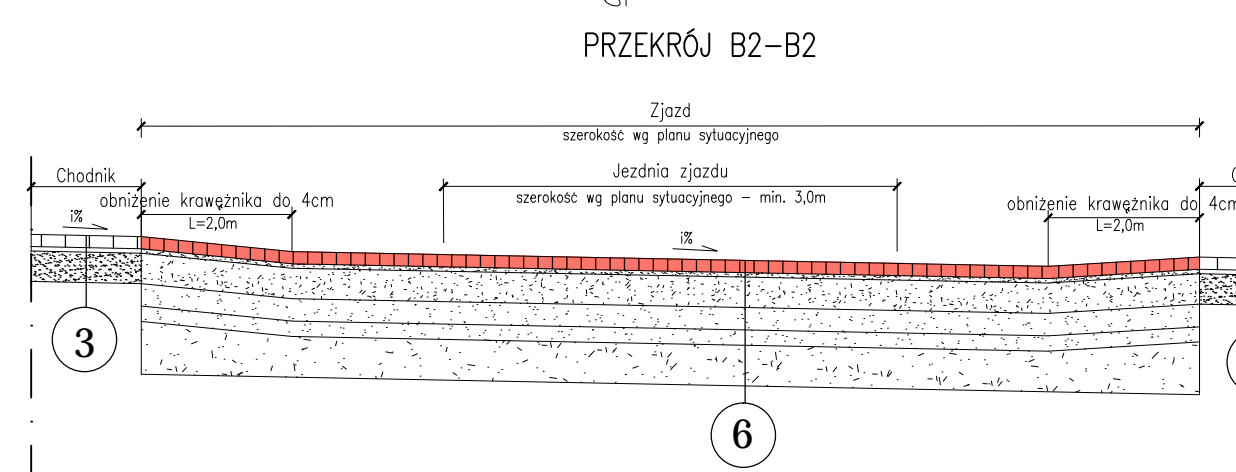 PRZEKRÓJ B2-B2
Zjazd
szerokość wg planu sytuacyjnego
Chodnik
Jezdnia zjazdu
szerokość wg planu sytuacyjnego - min. 3,0m
obniżenie krawężnika do 4cm
L=2,0m
obniżenie krawężnika do 4cm
L=2,0m
i%
i%
3
6